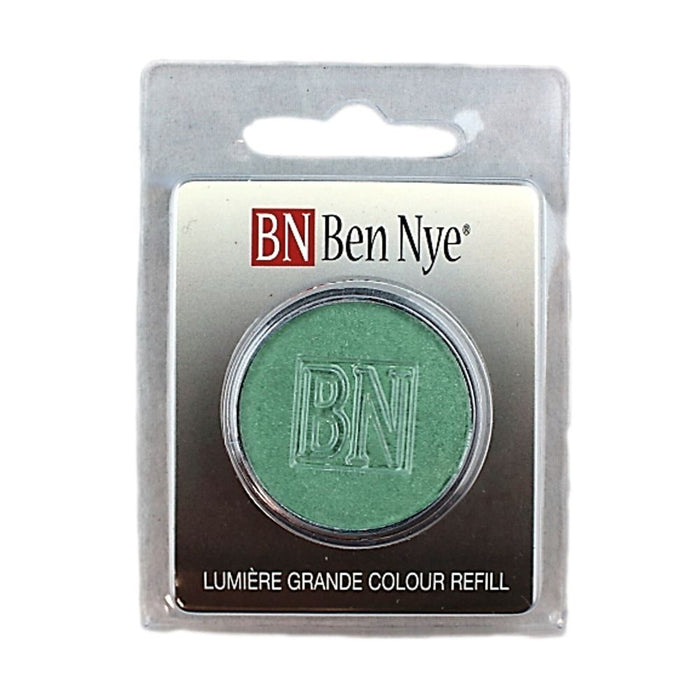 BN Ben Nye®
BN
LUMIÈRE GRANDE COLOUR REFILL